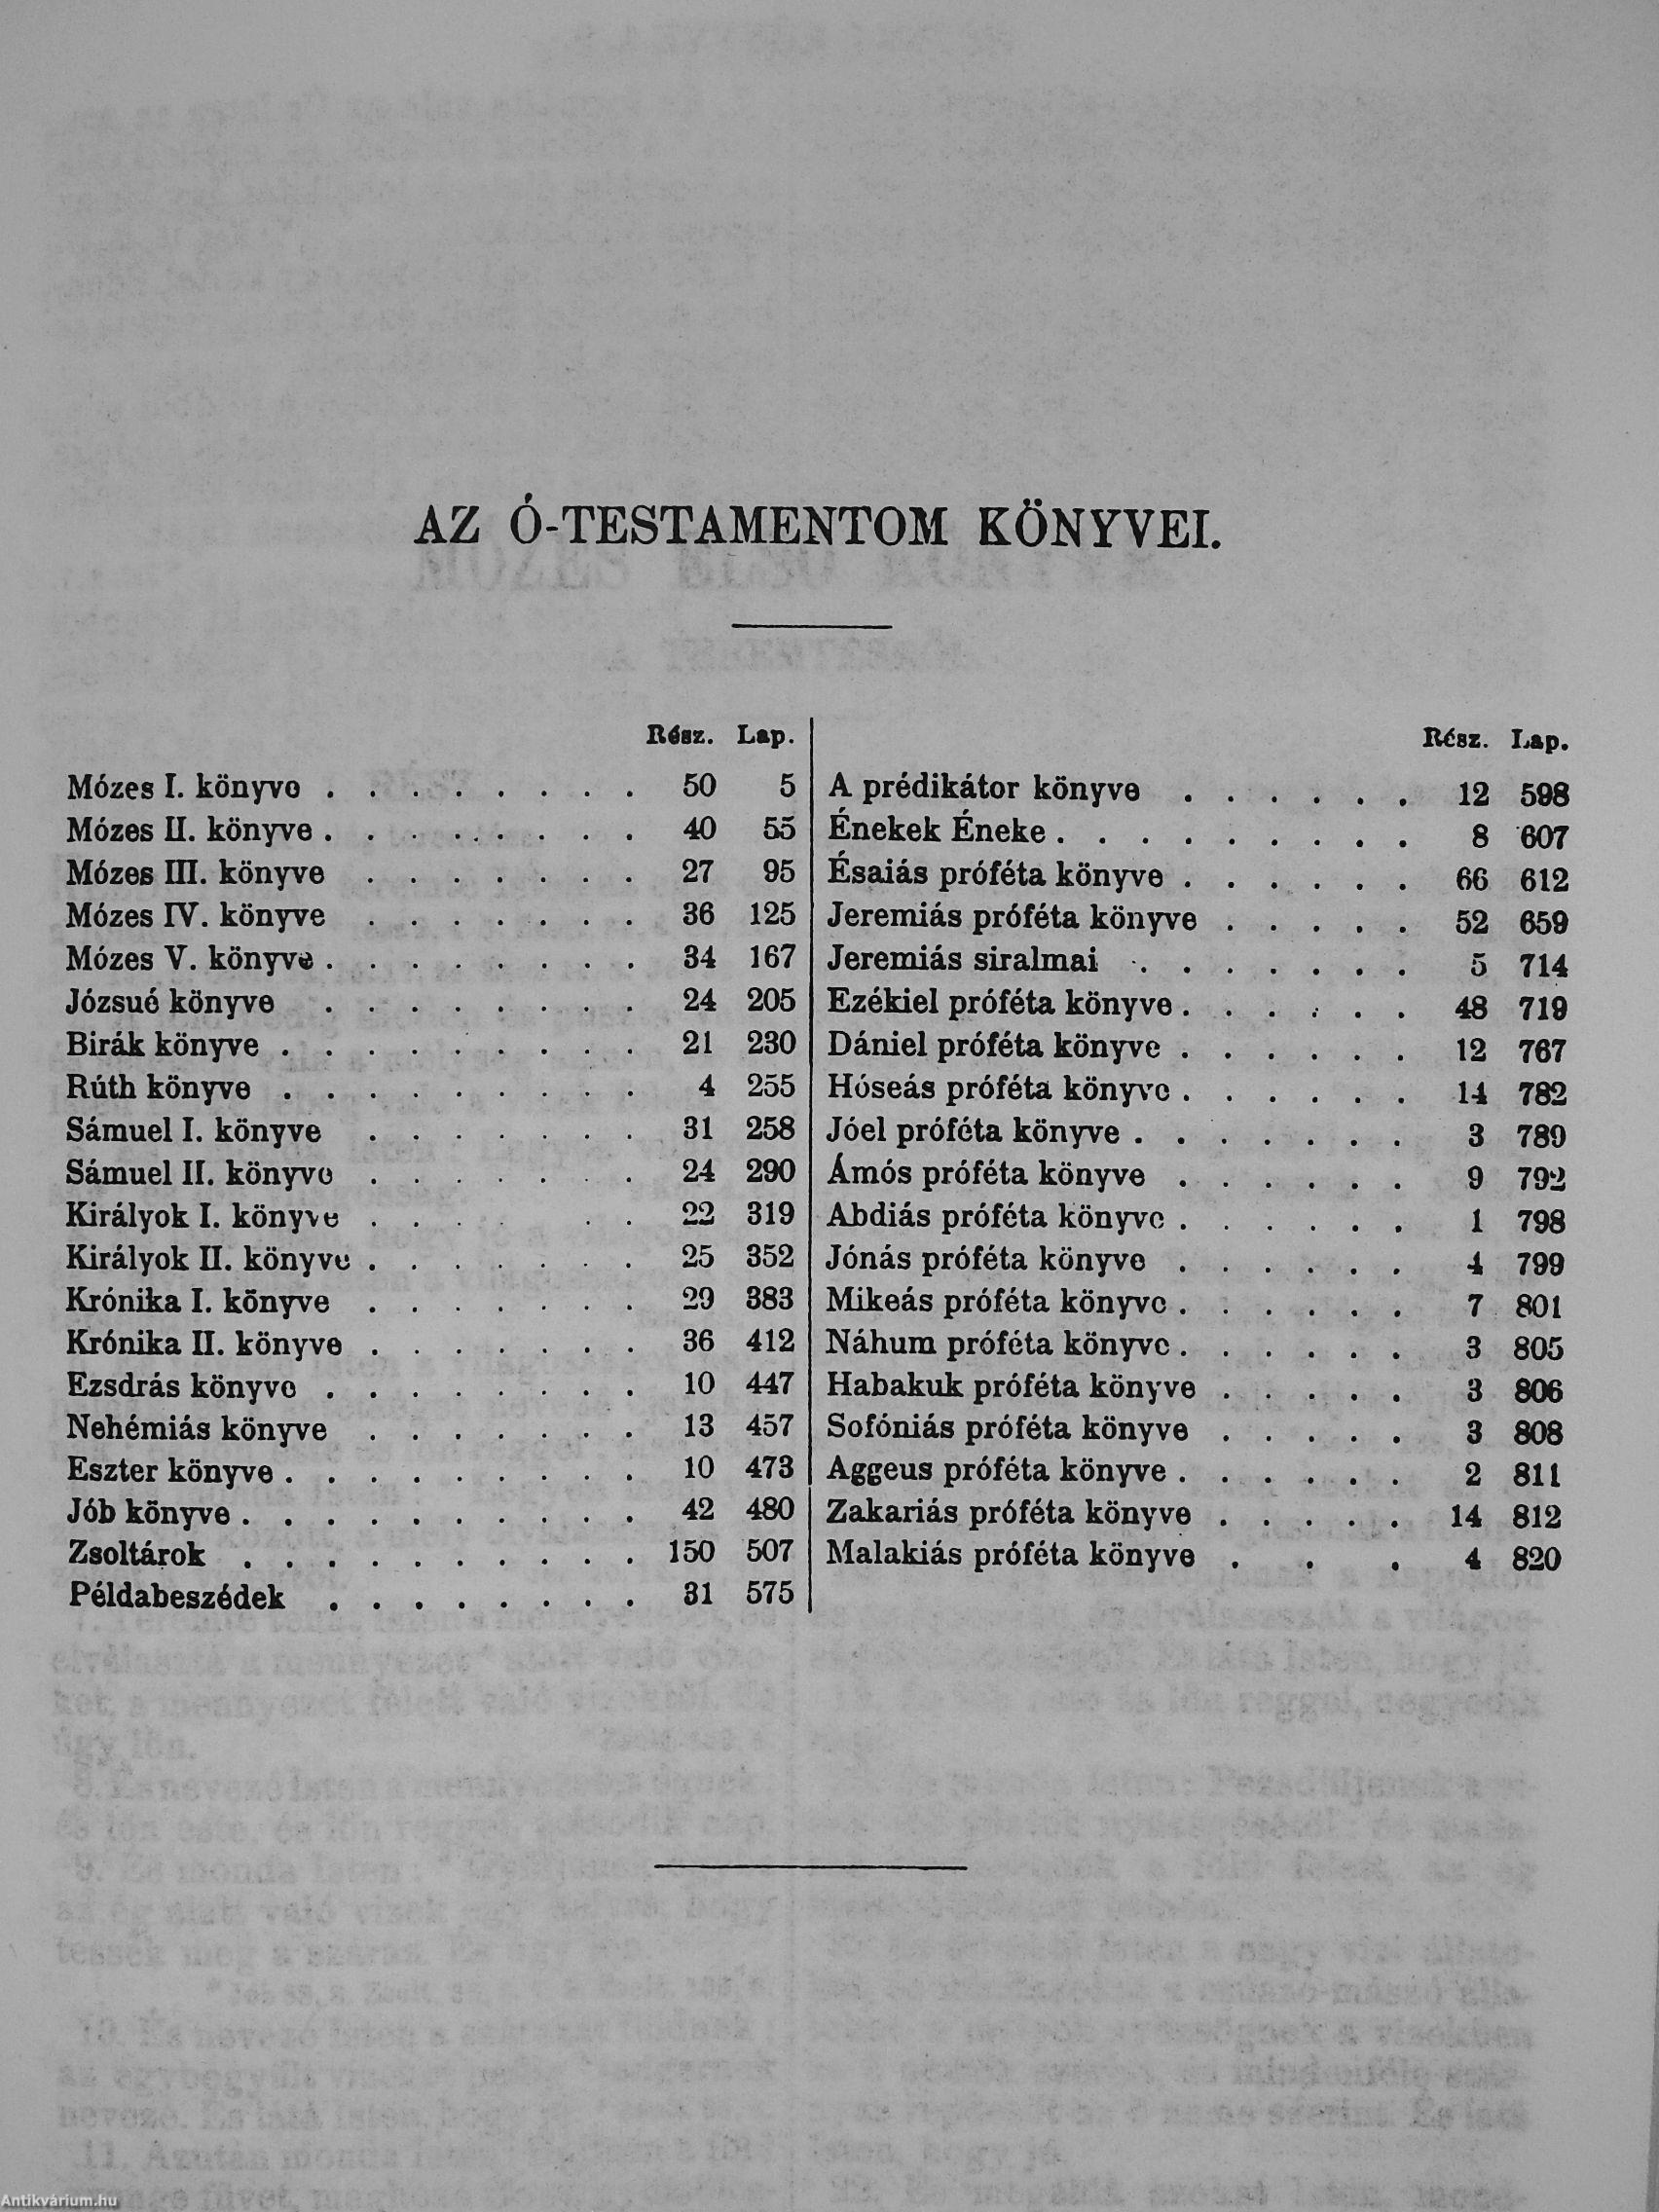 AZ Ó-TESTAMENTOM KÖNYVEI.
Rész. Lap.
Mózes I. könyve . . . . . . . . 50 5
Mózes II. könyve . . . . . . . . 40 55
Mózes III. könyve . . . . . . . 27 95
Mózes IV. könyve . . . . . . . 36 125
Mózes V. könyve . . . . . . . . 34 167
Józsué könyve . . . . . . . . 24 205
Birák könyve . . . . . . . . . 21 230
Rúth könyve . . . . . . . . . 4 255
Sámuel I. könyve . . . . . . . 31 258
Sámuel II. könyve . . . . . . . 24 290
Királyok I. könyve . . . . . . 22 319
Királyok II. könyve . . . . . . . 25 352
Krónika I. könyve . . . . . . . 29 383
Krónika II. könyve . . . . . . . 36 412
Ezsdrás könyve . . . . . . . . 10 447
Nehémiás könyve . . . . . . . 13 457
Eszter könyve . . . . . . . . . 10 473
Jób könyve . . . . . . . . . . 42 480
Zsoltárok . . . . . . . . . . 150 507
Példabeszédek . . . . . . . . 31 575
Rész. Lap.
A prédikátor könyve . . . . . . 12 598
Énekek Éneke . . . . . . . . . 8 607
Ésaiás próféta könyve . . . . . . 66 612
Jeremiás próféta könyve . . . . . 52 659
Jeremiás siralmai . . . . . . . 5 714
Ezékiel próféta könyve . . . . . . 48 719
Dániel próféta könyve . . . . . . 12 767
Hóseás próféta könyve . . . . . . 14 782
Jóel próféta könyve . . . . . . . 3 789
Ámós próféta könyve . . . . . . 9 792
Abdiás próféta könyve . . . . . . 1 798
Jónás próféta könyve . . . . . . 4 799
Mikeás próféta könyve . . . . . . 7 801
Náhum próféta könyve . . . . . . 3 805
Habakuk próféta könyve . . . . . 3 806
Sofóniás próféta könyve . . . . . 3 808
Aggeus próféta könyve . . . . . . 2 811
Zakariás próféta könyve . . . . . 14 812
Malakiás próféta könyve . . . 4 820
Antikvárium.hu